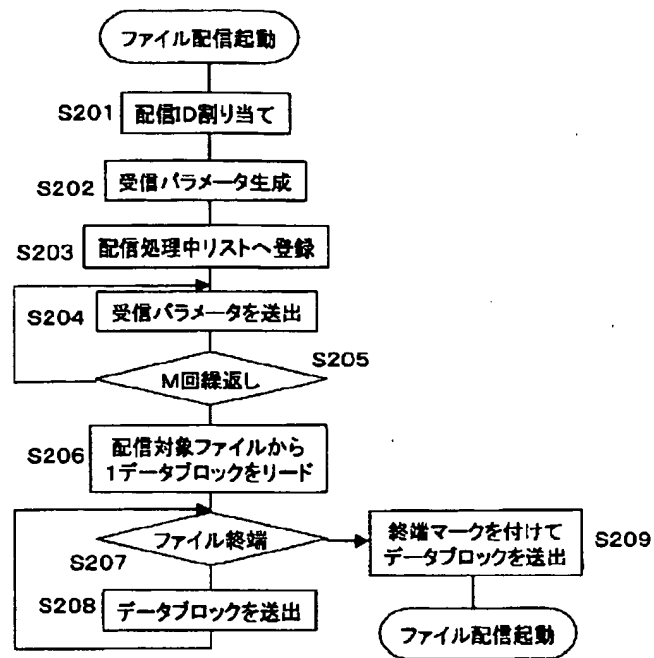 ファイル配信起動
S201
配信ID割り当て
S202
受信パラメータ生成
S203
配信処理中リストへ登録
S204
受信パラメータを送出
S205
M回繰返し
S206
配信対象ファイルから
1データブロックをリード
S207
ファイル終端
S208
データブロックを送出
終端マークを付けて
データブロックを送出
S209
ファイル配信起動